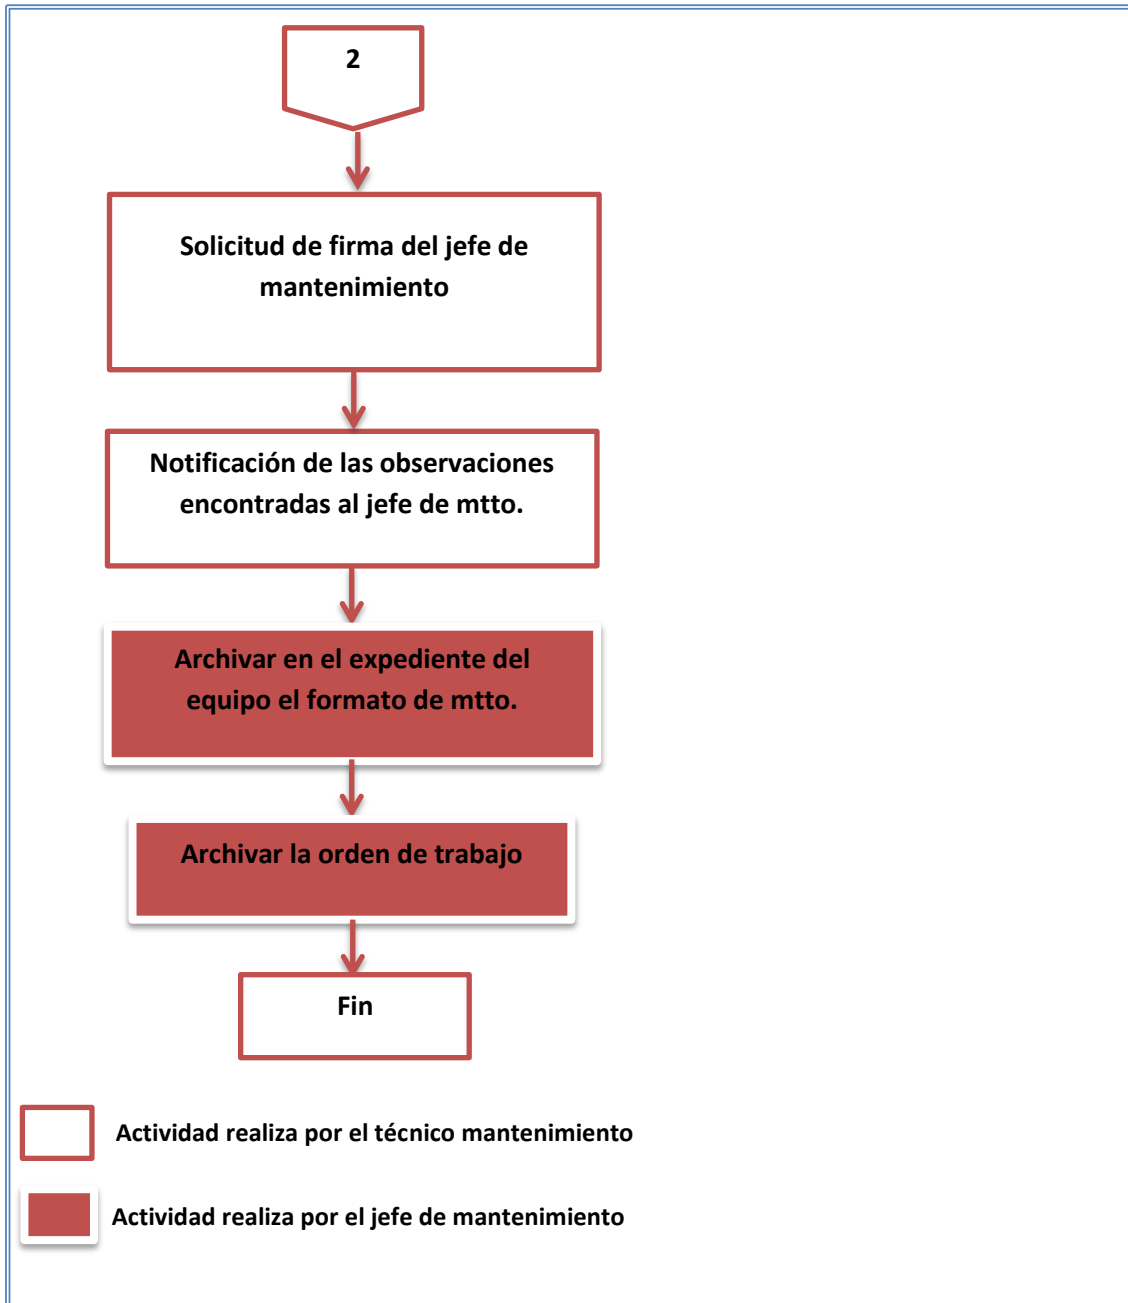 2
Solicitud de firma del jefe de
mantenimiento
Notificación de las observaciones
encontradas al jefe de mtto.
Archivar en el expediente del
equipo el formato de mtto.
Archivar la orden de trabajo
Fin
Actividad realiza por el técnico mantenimiento
Actividad realiza por el jefe de mantenimiento